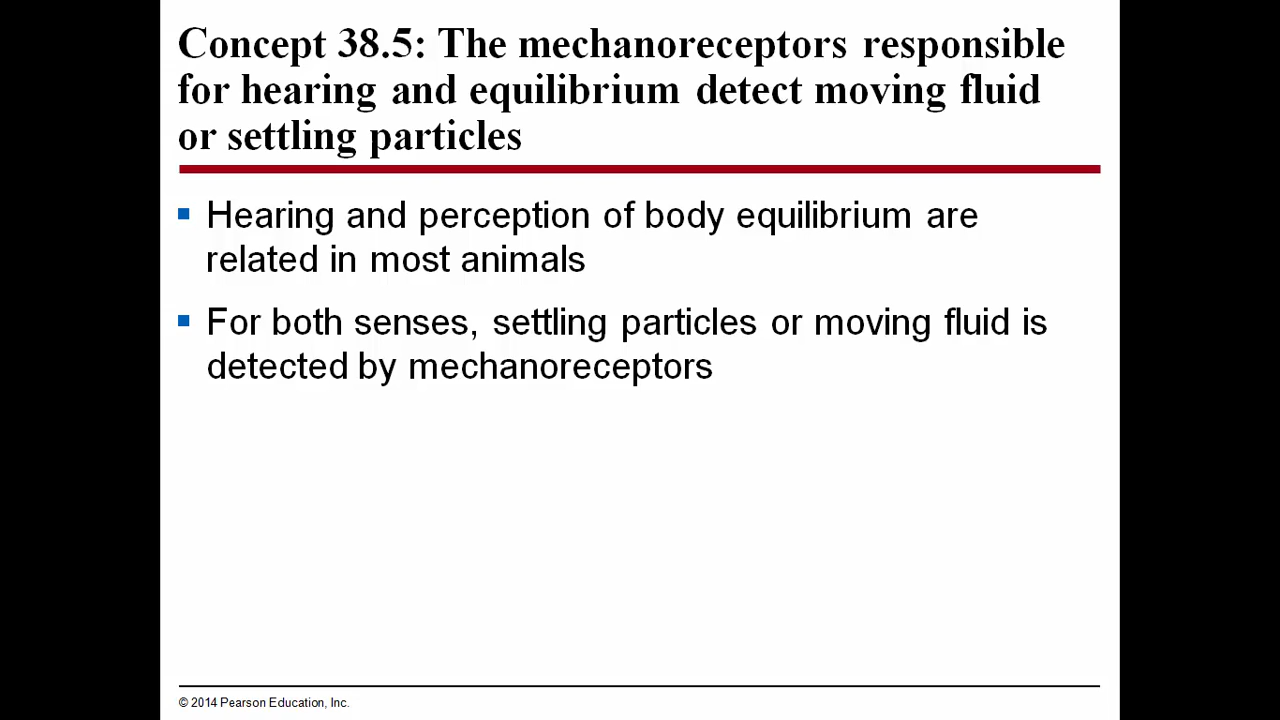 Concept 38.5: The mechanoreceptors responsible
for hearing and equilibrium detect moving fluid
or settling particles
Hearing and perception of body equilibrium are
related in most animals
For both senses, settling particles or moving fluid is
detected by mechanoreceptors
© 2014 Pearson Education, Inc.